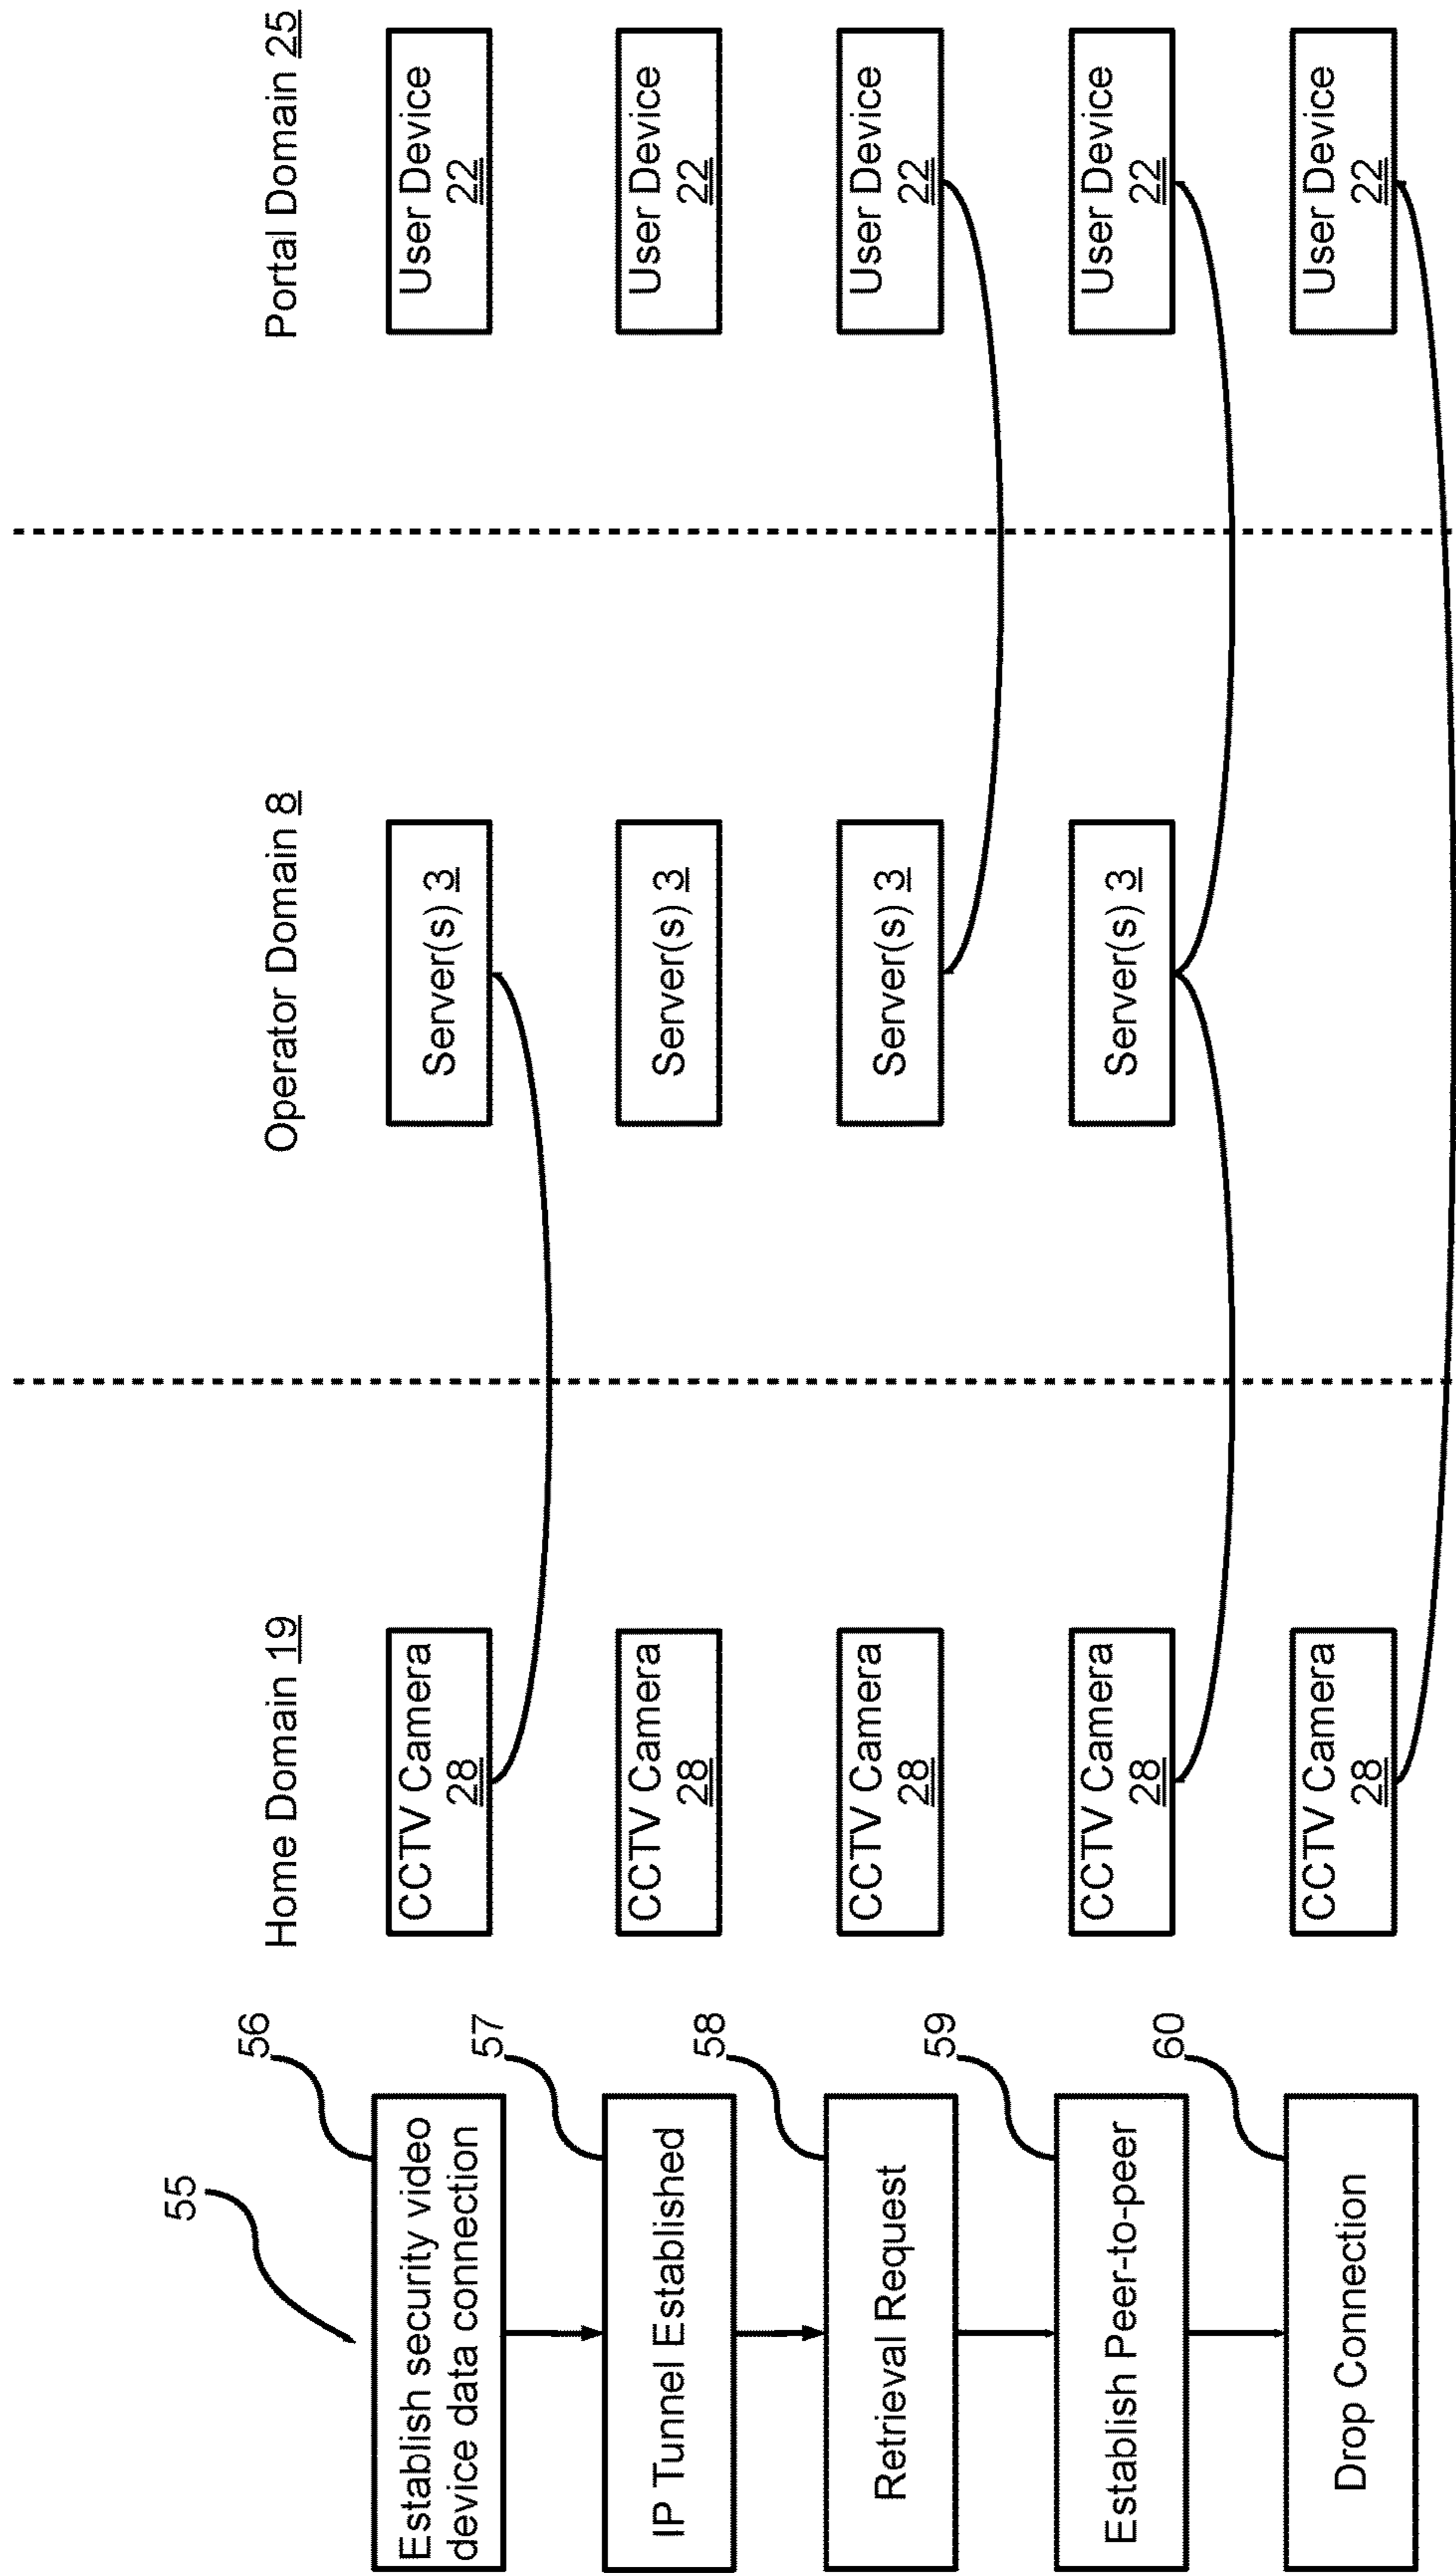 55
Home Domain 19
Operator Domain 8
Portal Domain 25
56
Establish security video
device data connection
CCTV Camera
28
Server(s) 3
User Device
22
57
IP Tunnel Established
CCTV Camera
28
Server(s) 3
User Device
22
58
Retrieval Request
CCTV Camera
28
Server(s) 3
User Device
22
59
Establish Peer-to-peer
CCTV Camera
28
Server(s) 3
User Device
22
60
Drop Connection
CCTV Camera
28
User Device
22